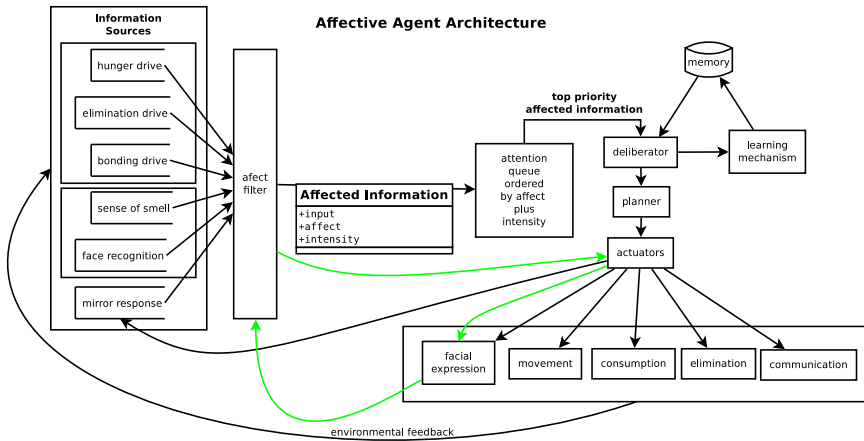 Affective Agent Architecture
Information
Sources
hunger drive
elimination drive
bonding drive
sense of smell
face recognition
mirror response
afect
filter
Affected Information
+input
+affect
+intensity
attention
queue
ordered
by affect
plus
intensity
top priority
affected information
memory
deliberator
learning
mechanism
planner
actuators
facial
expression
movement
consumption
elimination
communication
environmental feedback